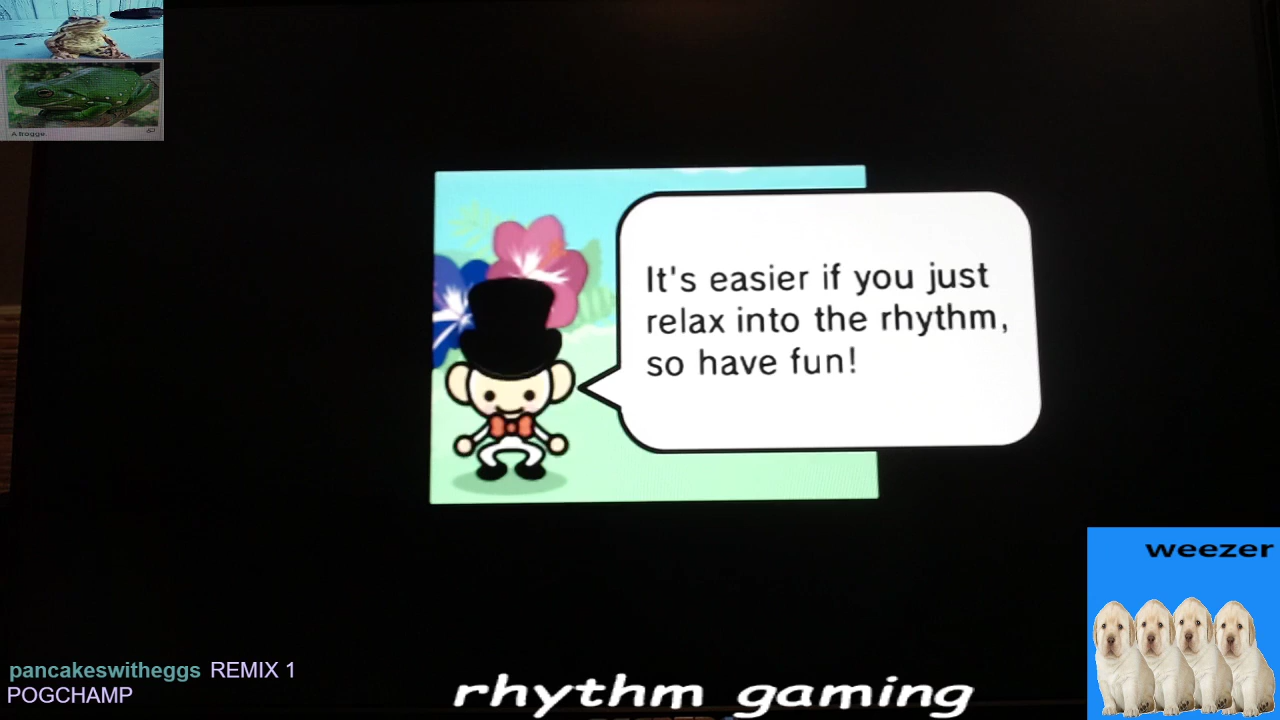 A frogge.
It's easier if you just
relax into the rhythm,
so have fun!
weezer
pancakeswitheggs REMIX 1
POGCHAMP
rhythm gaming